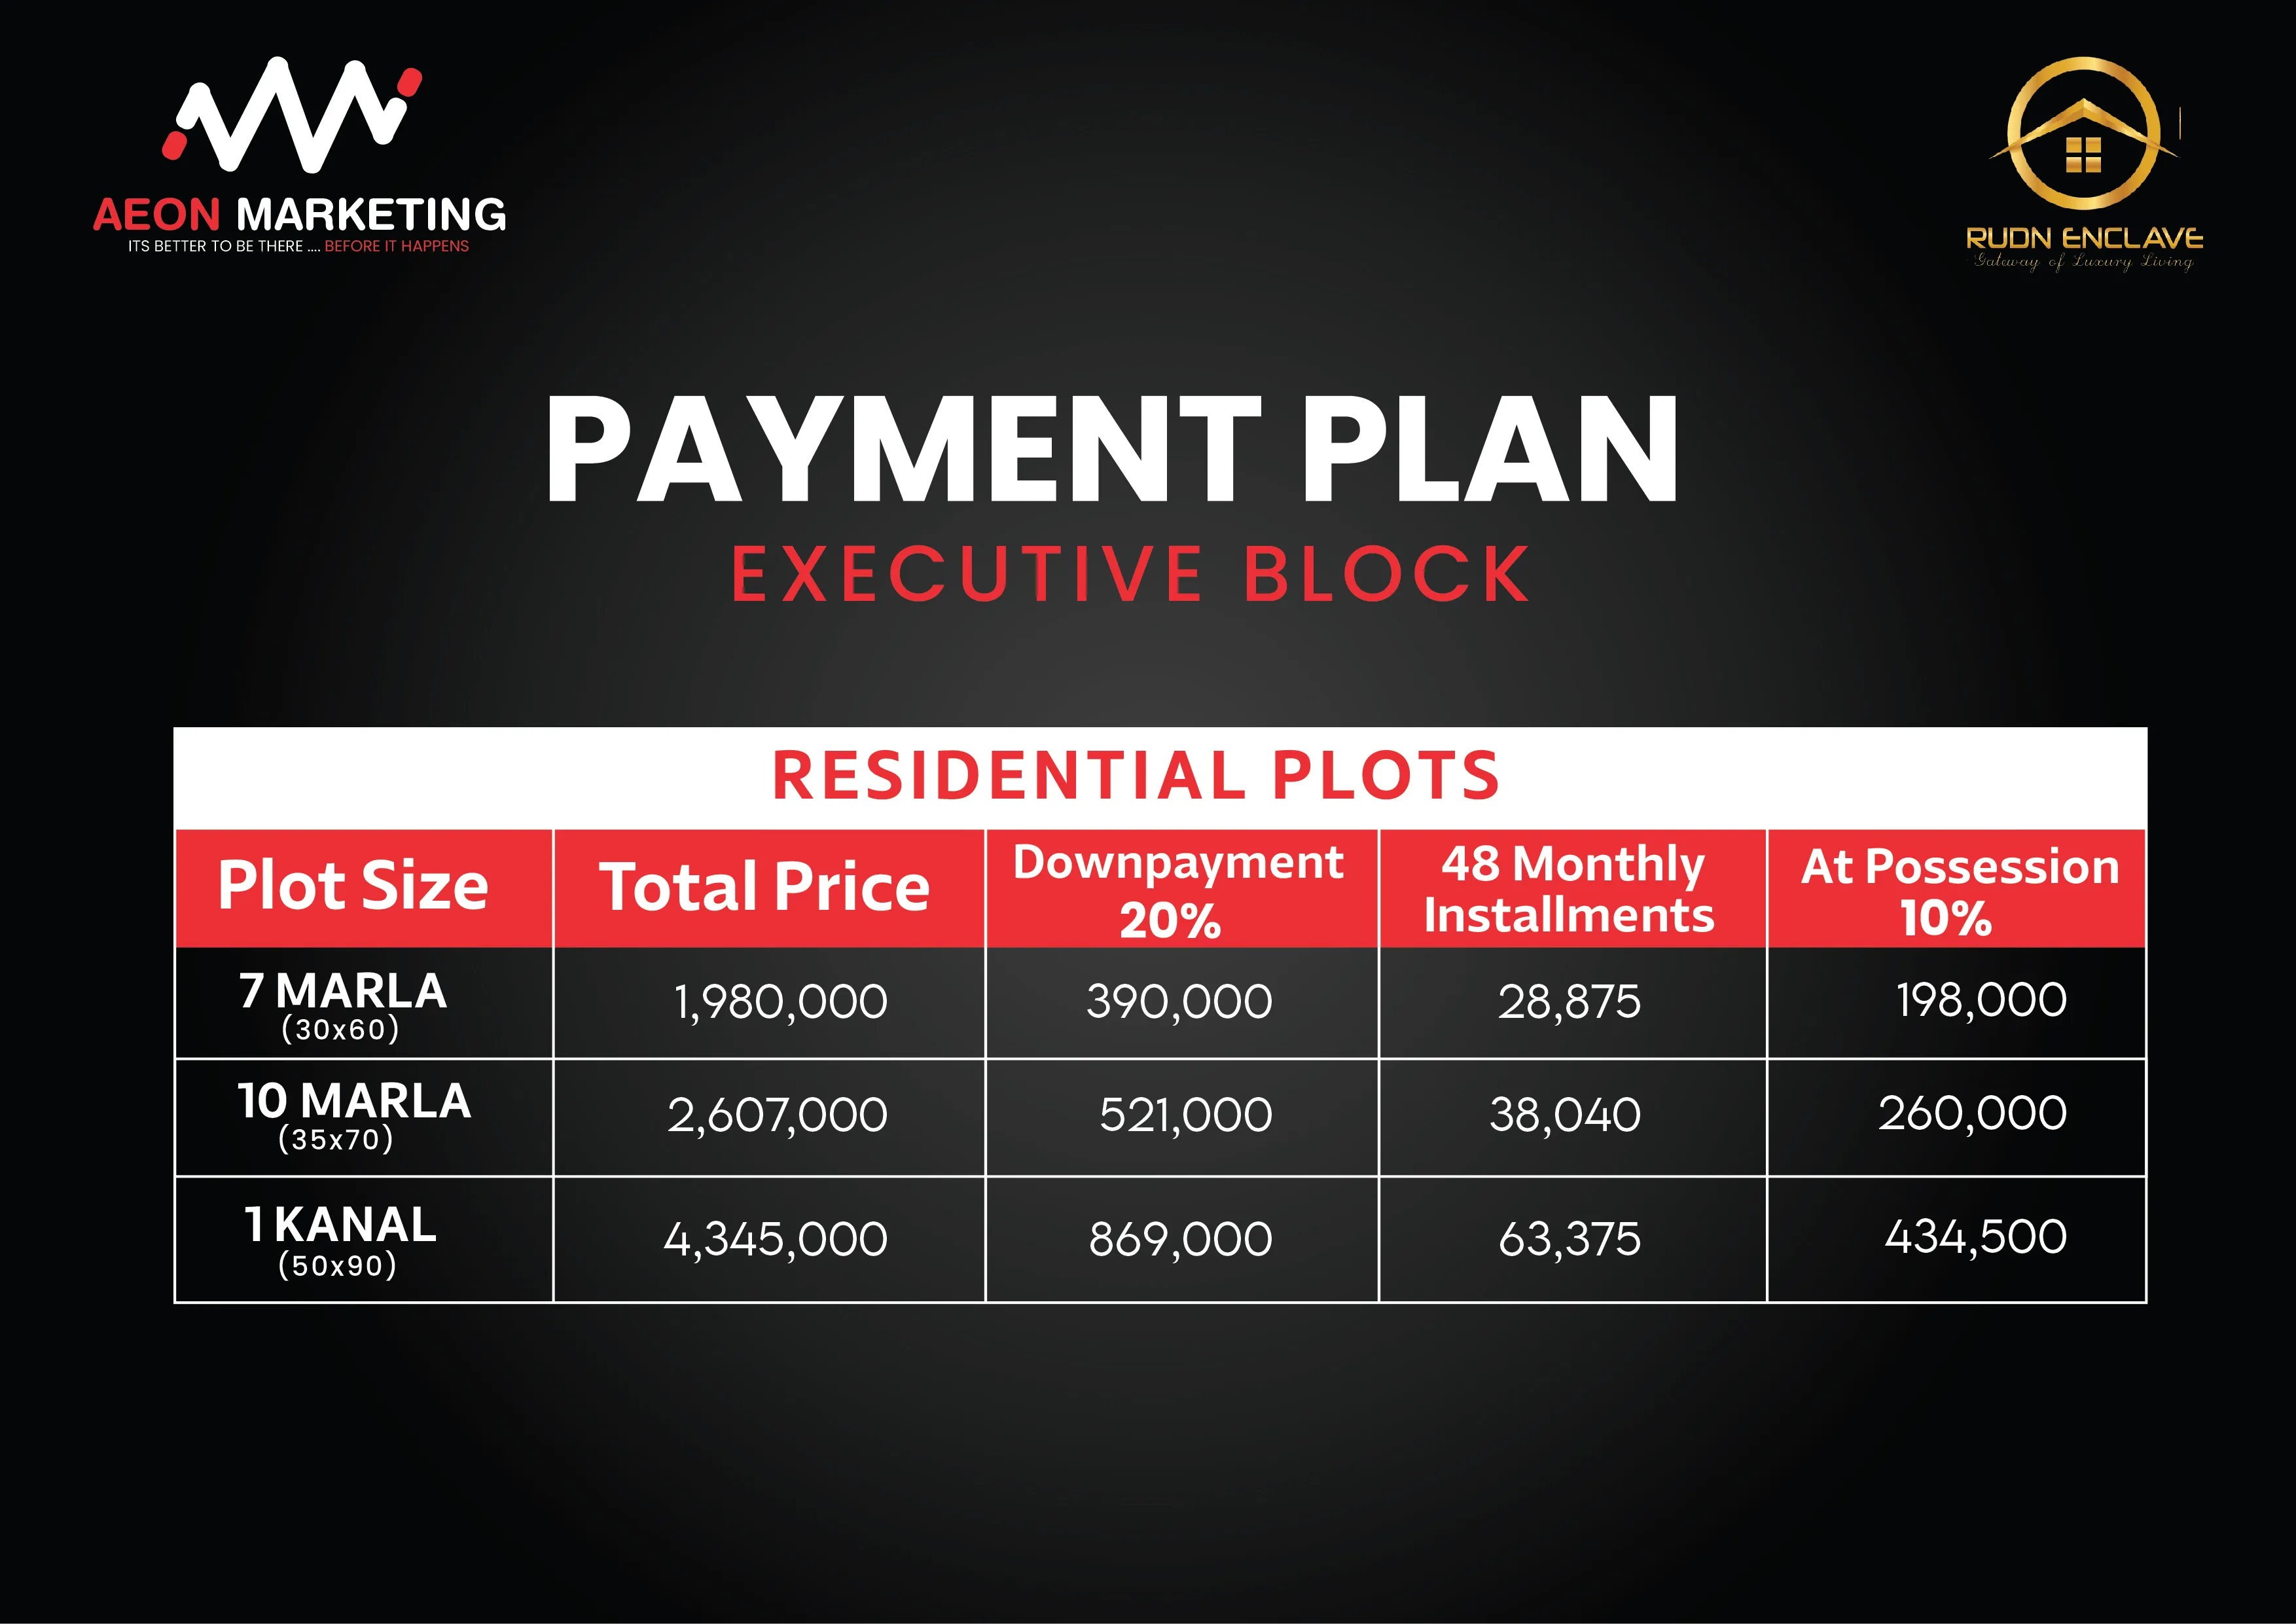 AEON MARKETING
ITS BETTER TO BE THERE .... BEFORE IT HAPPENS
RUDN ENCLAVE
Gateway of Luxury Living
PAYMENT PLAN
EXECUTIVE BLOCK
RESIDENTIAL PLOTS
Plot Size Total Price Downpayment 20% 48 Monthly Installments At Possession 10%
7 MARLA (30x60) 1,980,000 390,000 28,875 198,000
10 MARLA (35x70) 2,607,000 521,000 38,040 260,000
1 KANAL (50x90) 4,345,000 869,000 63,375 434,500